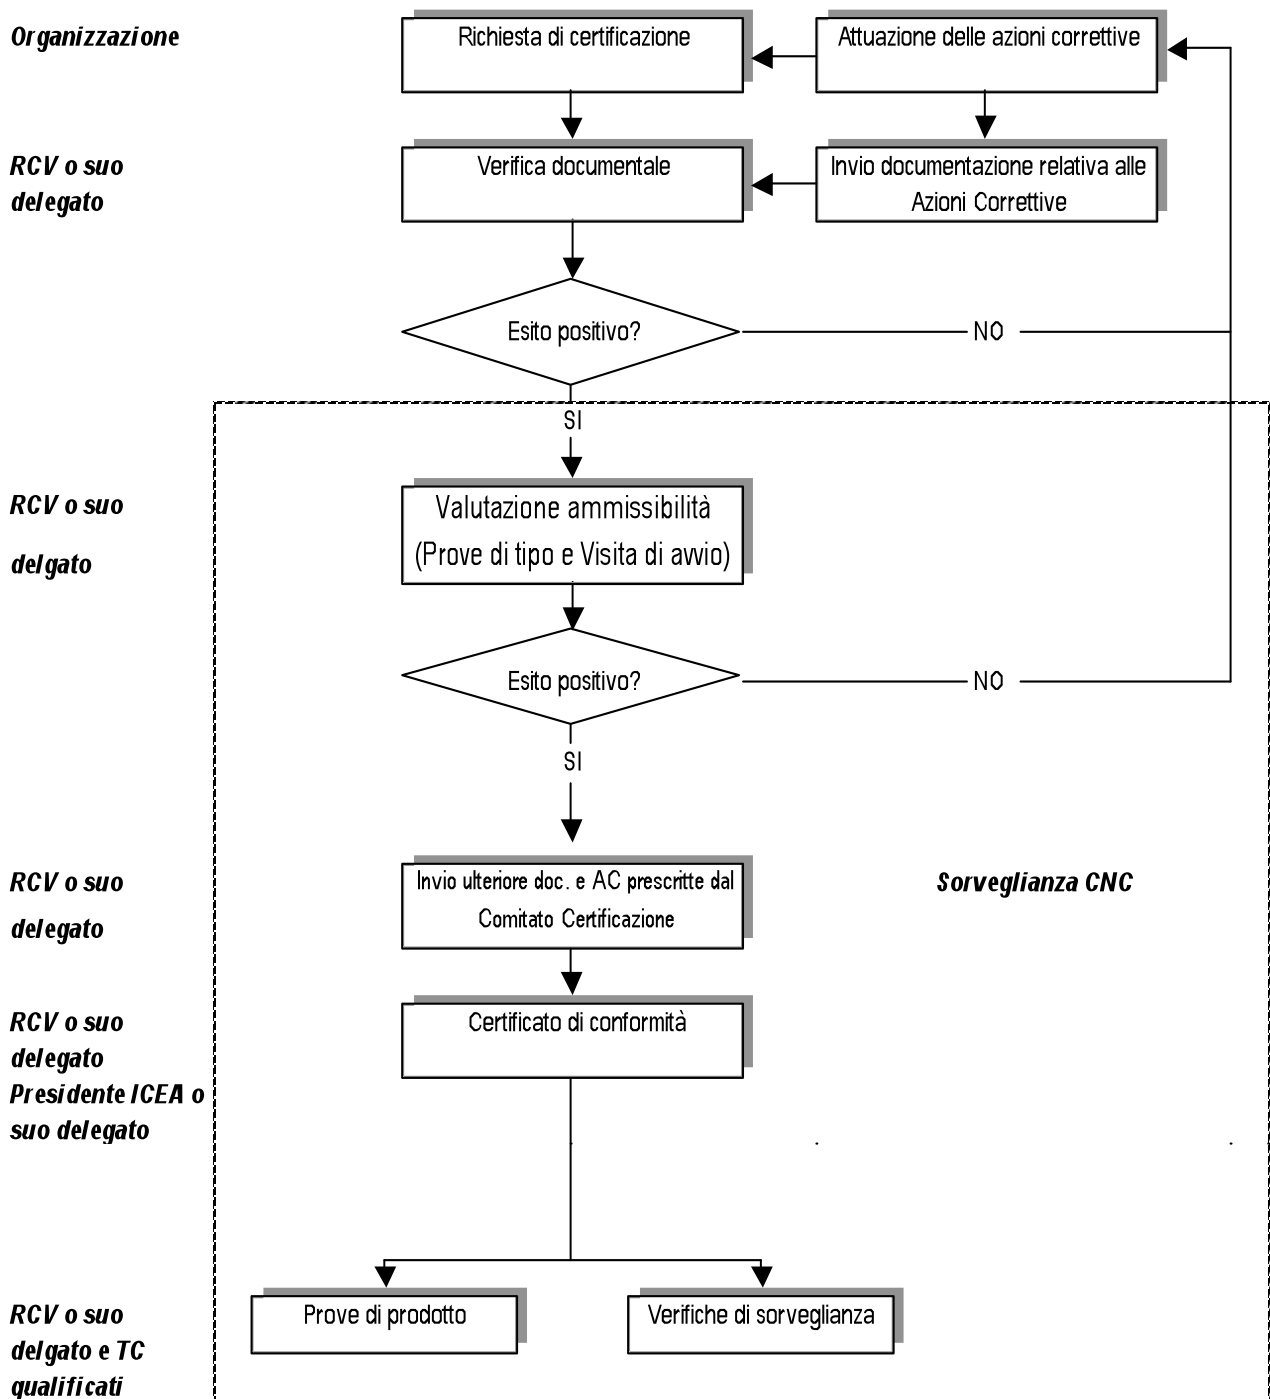 Organizzazione
Richiesta di certificazione
Attuazione delle azioni correttive
RCV o suo
delegato
Verifica documentale
Invio documentazione relativa alle
Azioni Correttive
Esito positivo?
NO
SI
RCV o suo
delgato
Valutazione ammissibilità
(Prove di tipo e Visita di avvio)
Esito positivo?
NO
SI
RCV o suo
delegato
Invio ulteriore doc. e AC prescritte dal
Comitato Certificazione
Sorveglianza CNC
RCV o suo
delegato
Presidente ICEA o
suo delegato
Certificato di conformità
RCV o suo
delgato e TC
qualificati
Prove di prodotto
Verifiche di sorveglianza